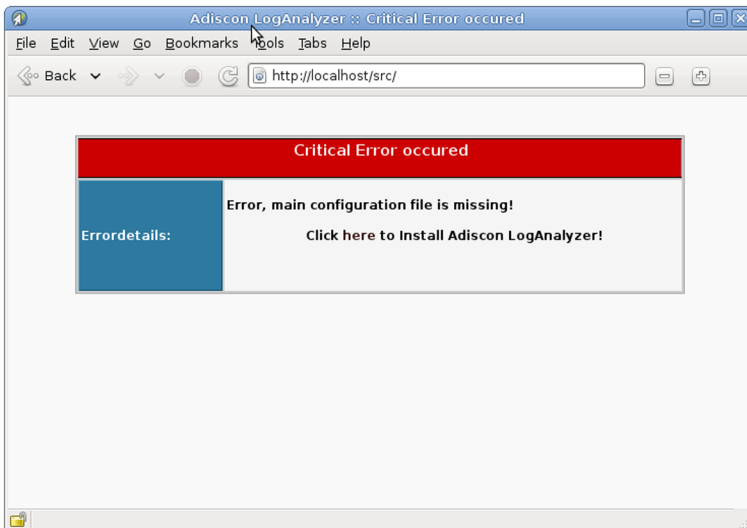 Adiscon LogAnalyzer :: Critical Error occured
File Edit View Go Bookmarks Tools Tabs Help
Back http://localhost/src/
Critical Error occured
Error, main configuration file is missing!
Errordetails:
Click here to Install Adiscon LogAnalyzer!